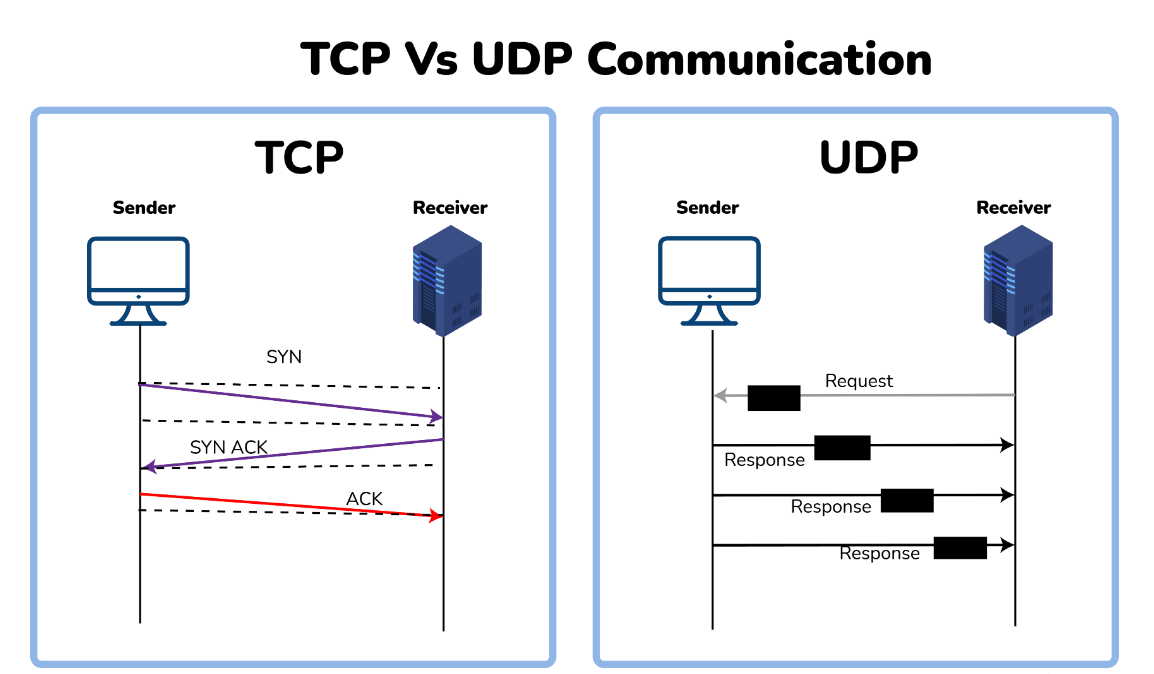 TCP Vs UDP Communication
TCP
Sender
Receiver
SYN
SYN ACK
ACK
UDP
Sender
Receiver
Request
Response
Response
Response